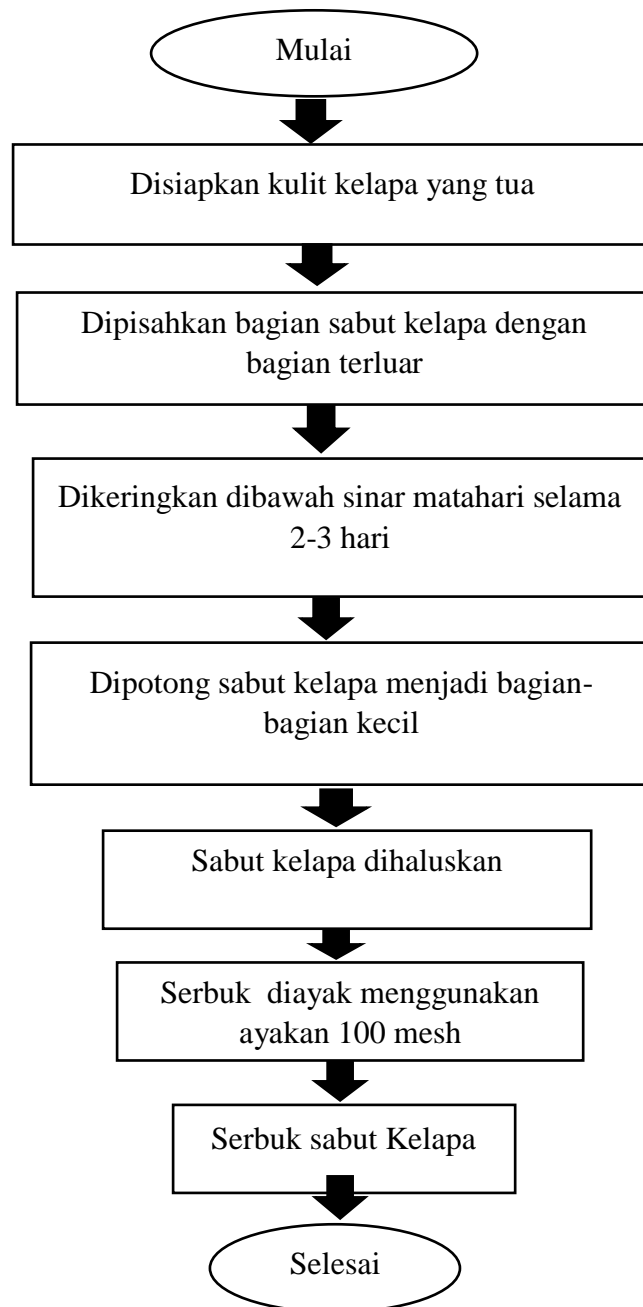 Mulai
Disiapkan kulit kelapa yang tua
Dipisahkan bagian sabut kelapa dengan
bagian terluar
Dikeringkan dibawah sinar matahari selama
2-3 hari
Dipotong sabut kelapa menjadi bagian-
bagian kecil
Sabut kelapa dihaluskan
Serbuk  diayak menggunakan
ayakan 100 mesh
Serbuk sabut Kelapa
Selesai